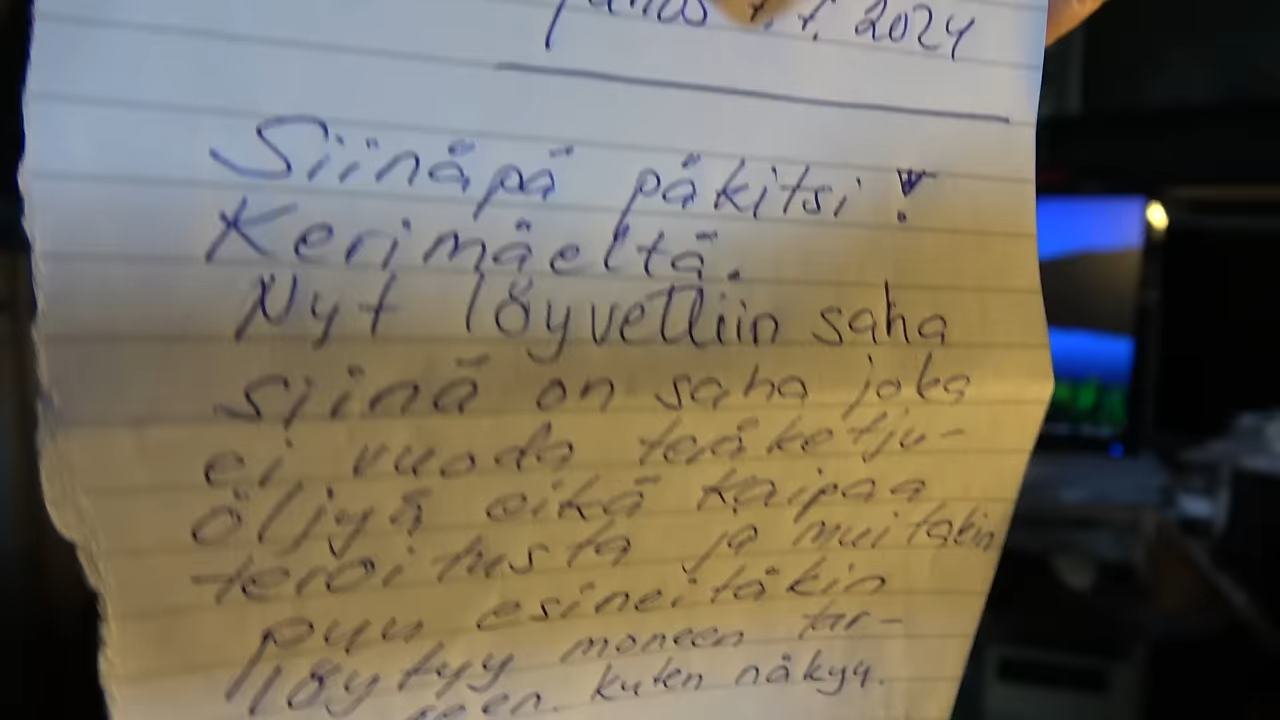 2024
Siinäpä päkitsi!
Kerimäeltä.
Nyt löyvettiin saha
siinä on saha joka
ei vuoda teräketju-
öljyä eikä kaipaa
teroitusta ja muitakin
puu esineitäkin
löytyy moneen tar-
kuten näkyy.